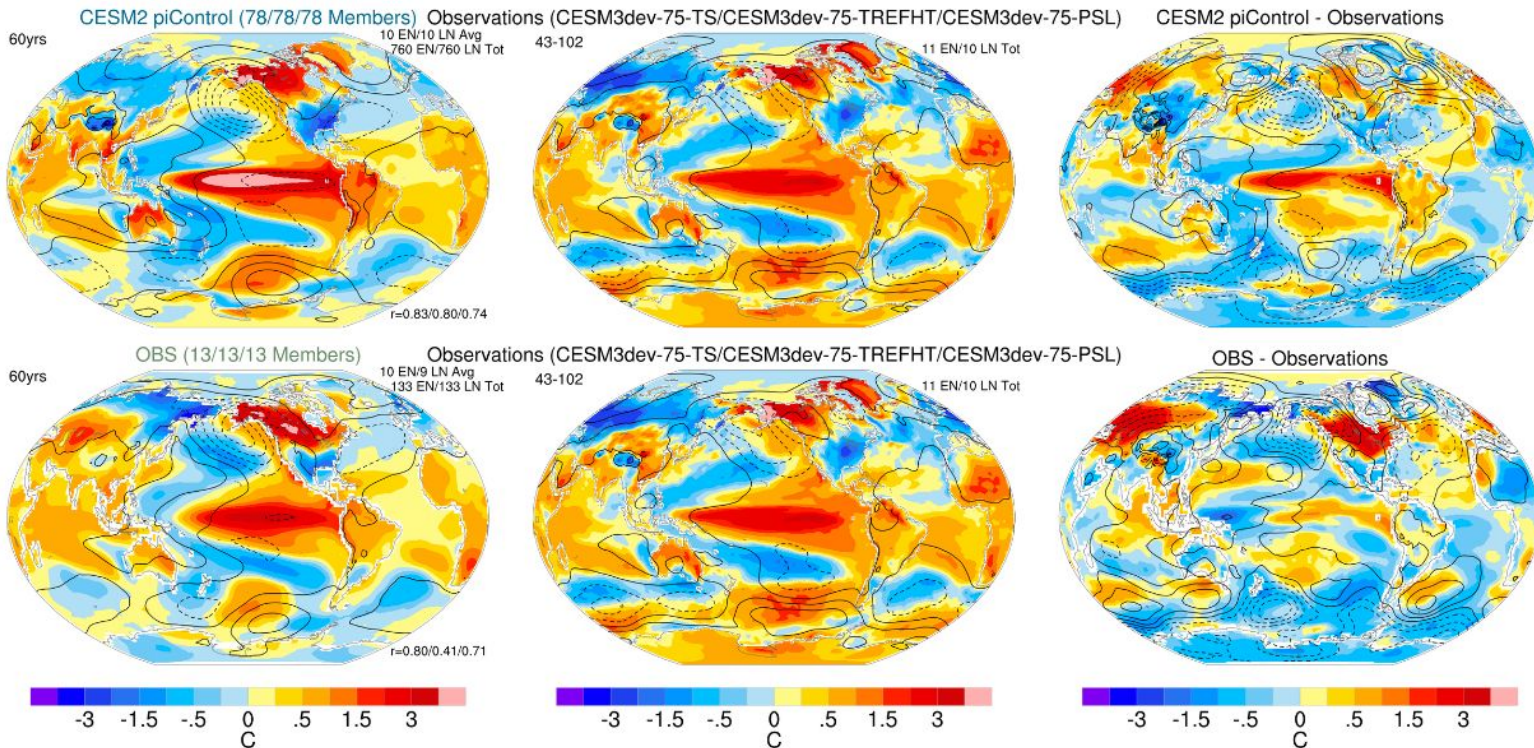 CESM2 piControl (78/78/78 Members) Observations (CESM3dev-75-TS/CESM3dev-75-TREFHT/CESM3dev-75-PSL) CESM2 piControl - Observations
60yrs 10 EN/10 LN Avg 43-102
760 EN/760 LN Tot 11 EN/10 LN Tot
r=0.83/0.80/0.74
OBS (13/13/13 Members) Observations (CESM3dev-75-TS/CESM3dev-75-TREFHT/CESM3dev-75-PSL) OBS - Observations
60yrs 10 EN/9 LN Avg 43-102
133 EN/133 LN Tot 11 EN/10 LN Tot
r=0.80/0.41/0.71
-3 -1.5 -.5 0 .5 1.5 3 -3 -1.5 -.5 0 .5 1.5 3 -3 -1.5 -.5 0 .5 1.5 3
C C C